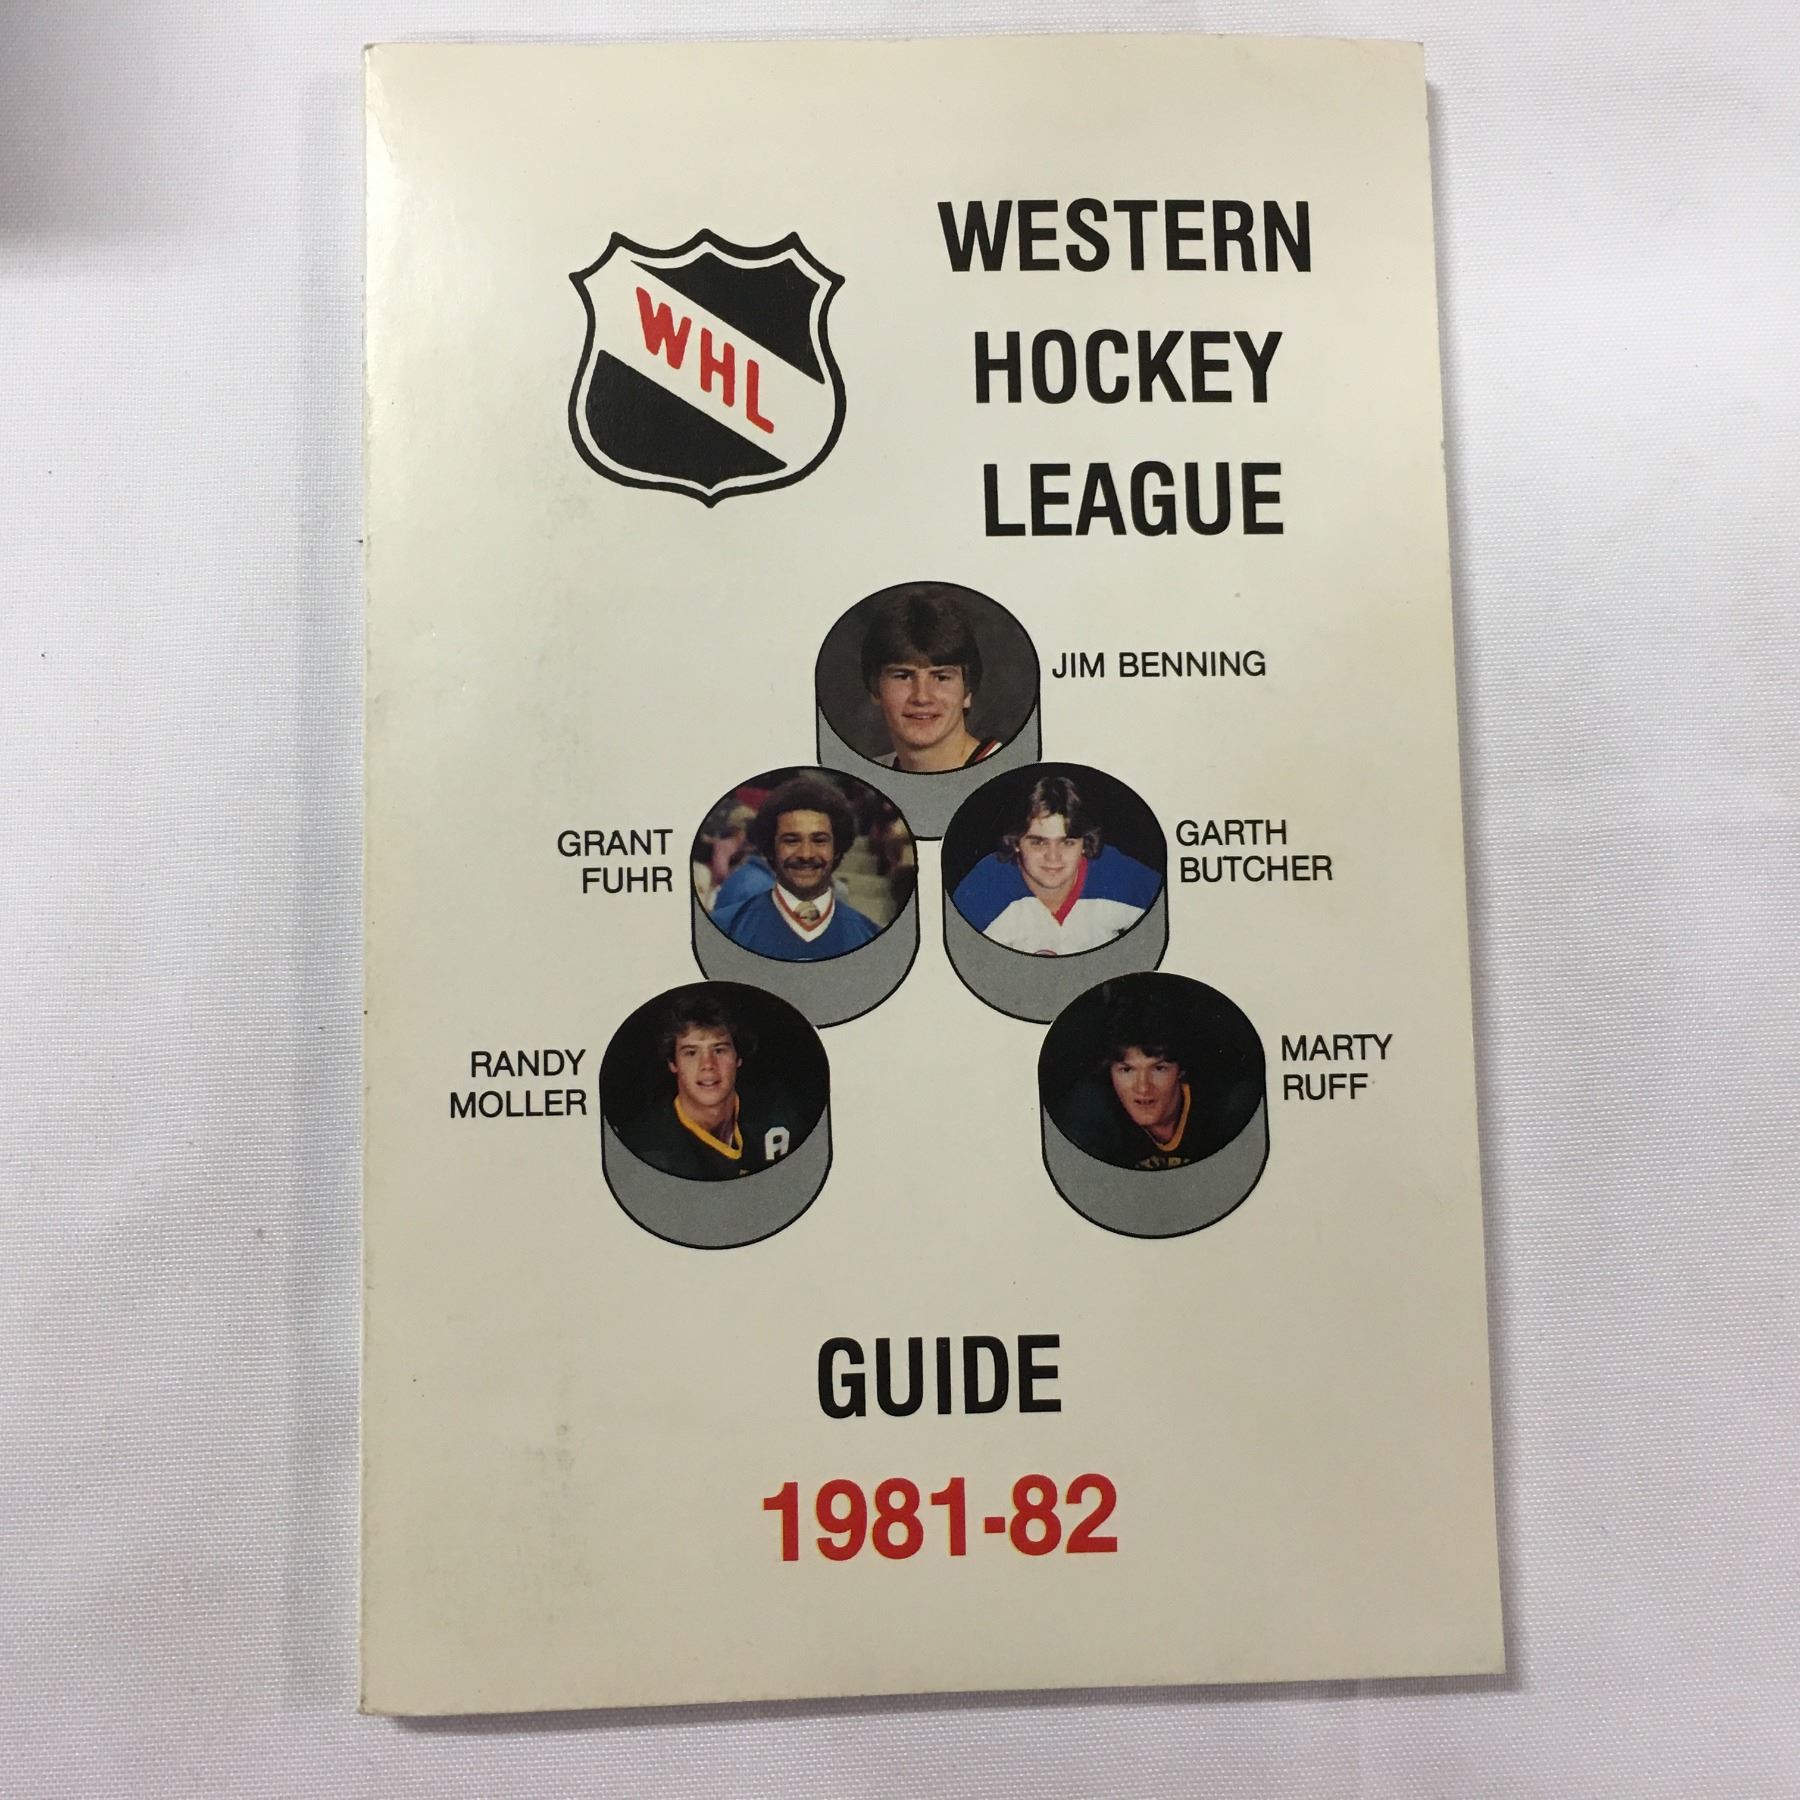 WHL
WESTERN
HOCKEY
LEAGUE
JIM BENNING
GRANT
FUHR
GARTH
BUTCHER
RANDY
MOLLER
A
MARTY
RUFF
GUIDE
1981-82